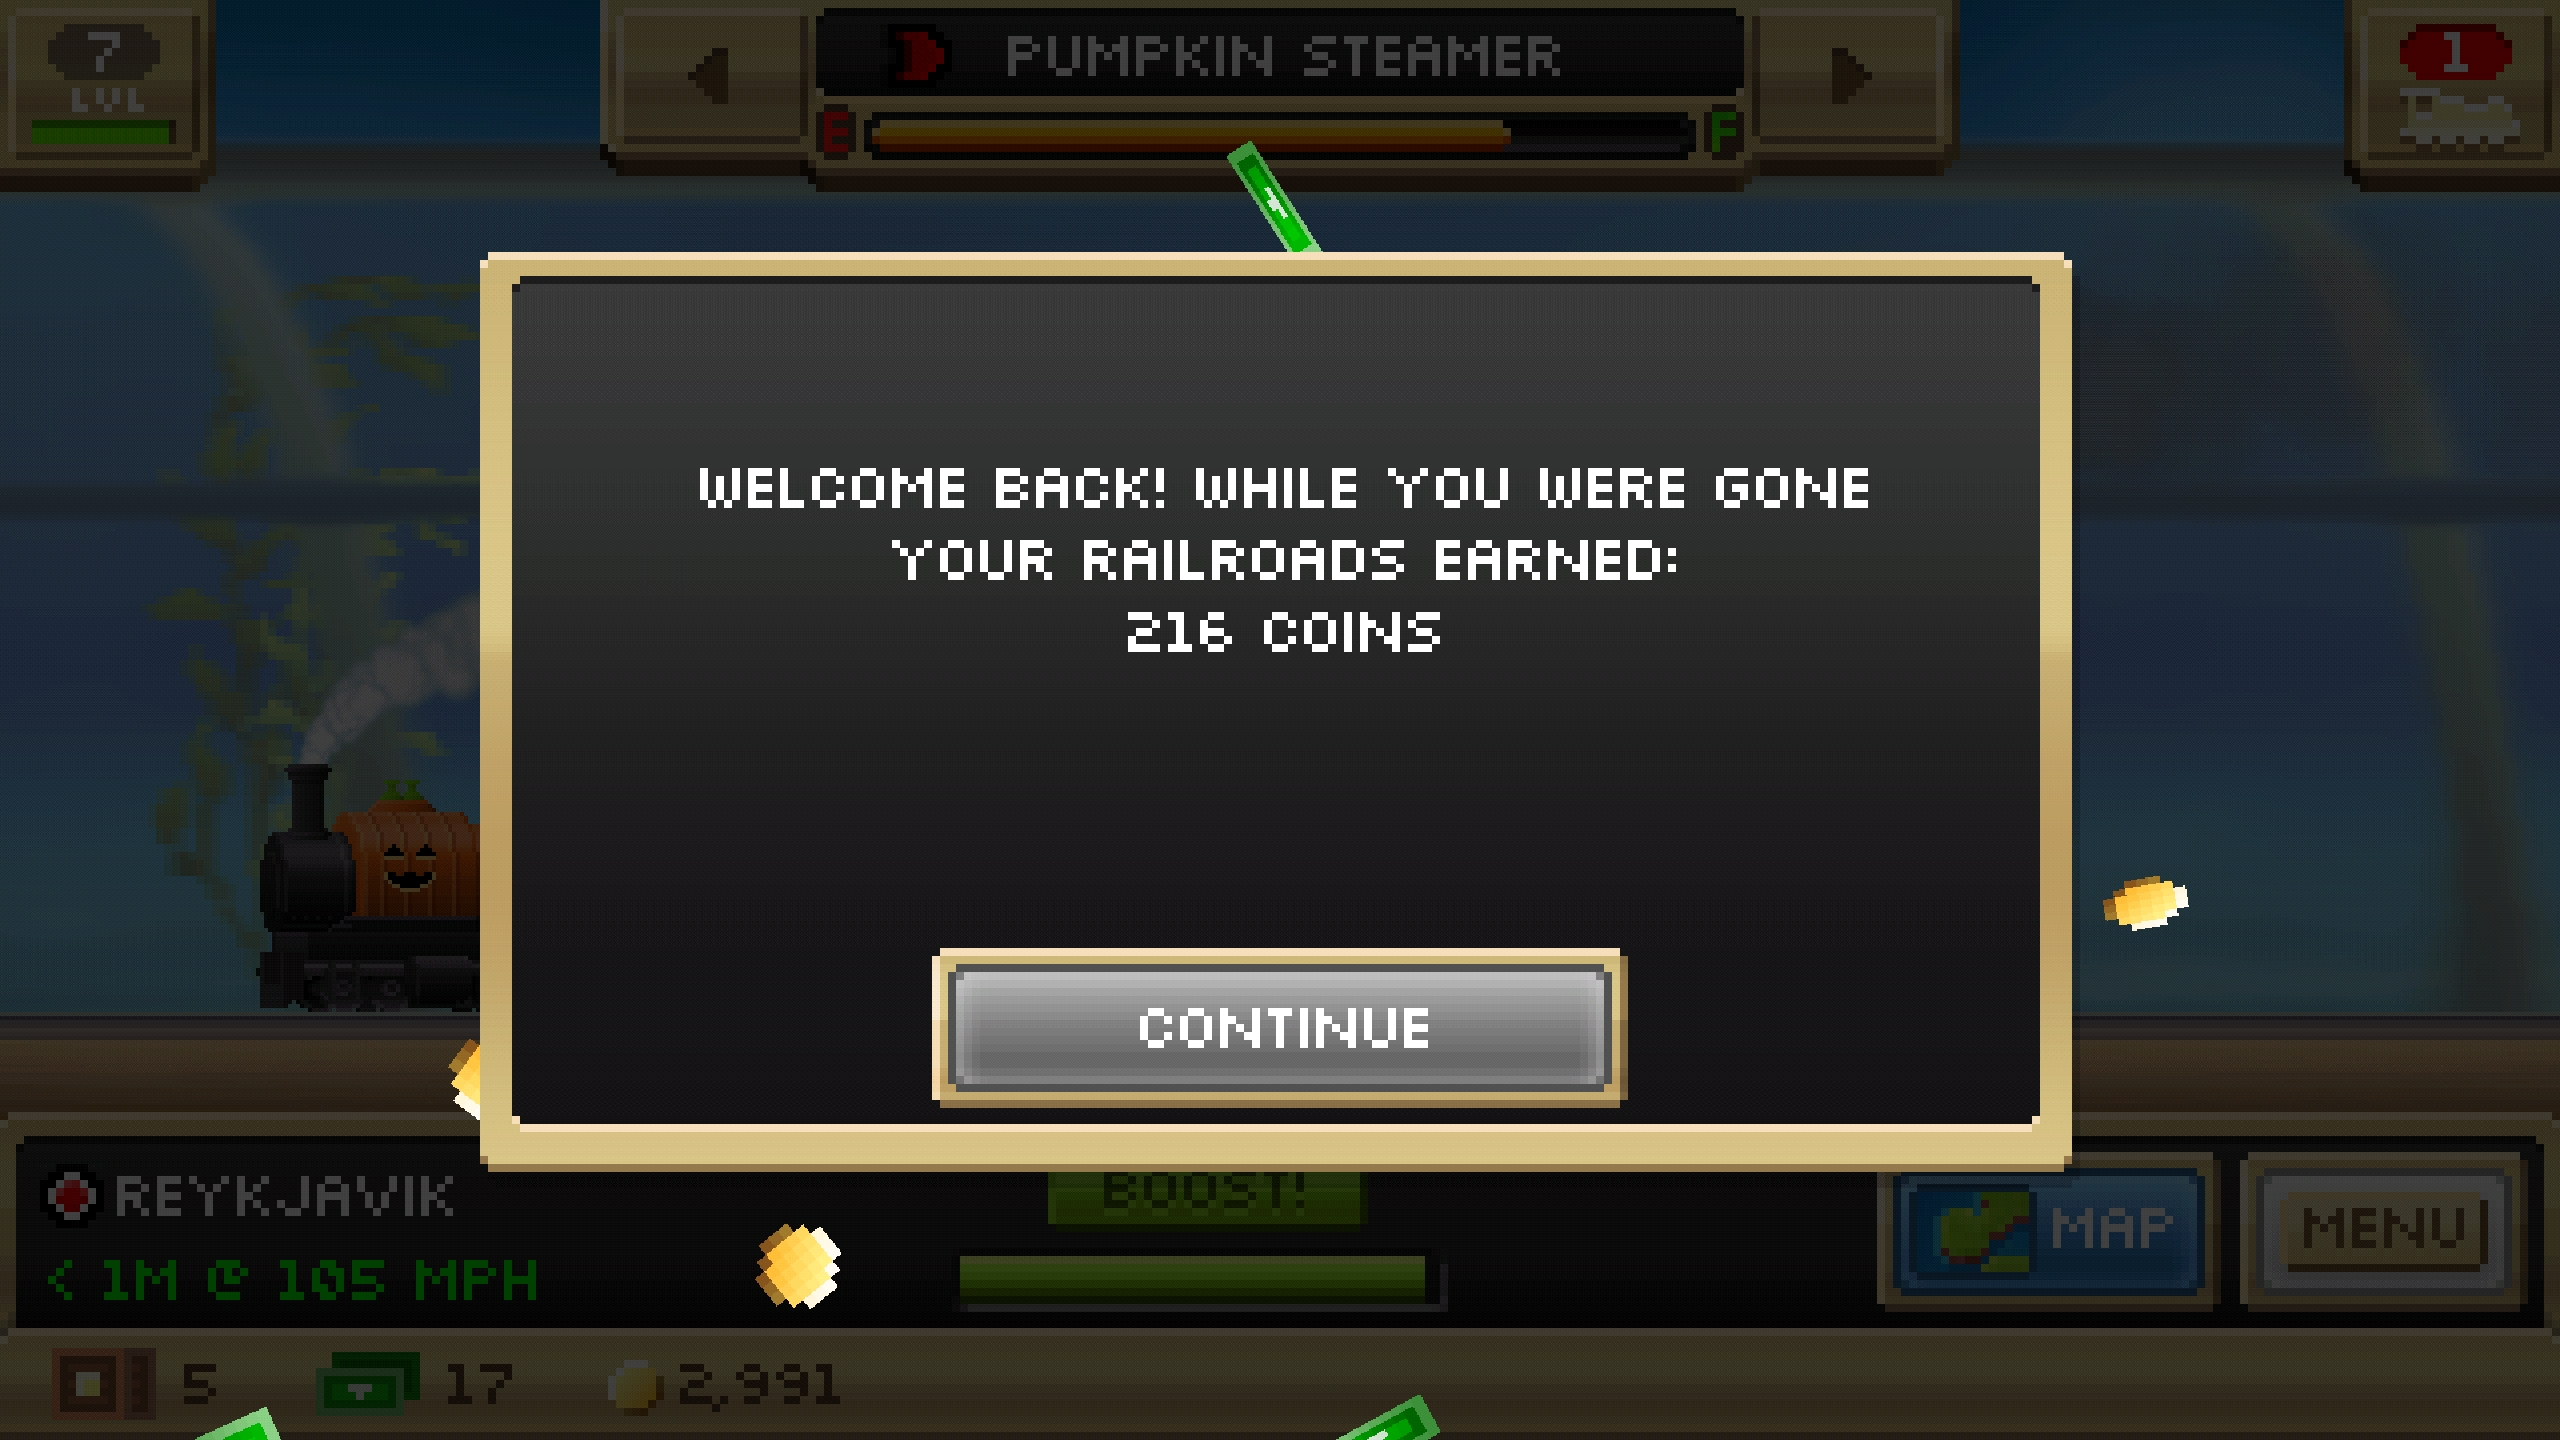 7
LVL
PUMPKIN STEAMER
E F
1
WELCOME BACK! WHILE YOU WERE GONE
YOUR RAILROADS EARNED:
216 COINS
CONTINUE
REYKJAVIK
< 1M @ 105 MPH
BOOST!
MAP
MENU
5 17 2,991